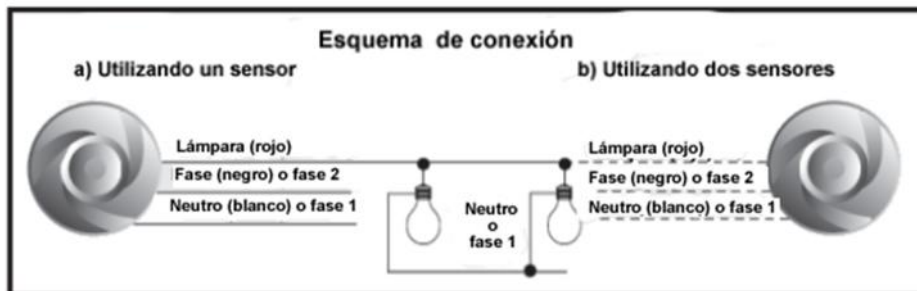 Esquema de conexión
a) Utilizando un sensor
b) Utilizando dos sensores
Lámpara (rojo)
Fase (negro) o fase 2
Neutro (blanco) o fase 1
Neutro
o
fase 1
Lámpara (rojo)
Fase (negro) o fase 2
Neutro (blanco) o fase 1